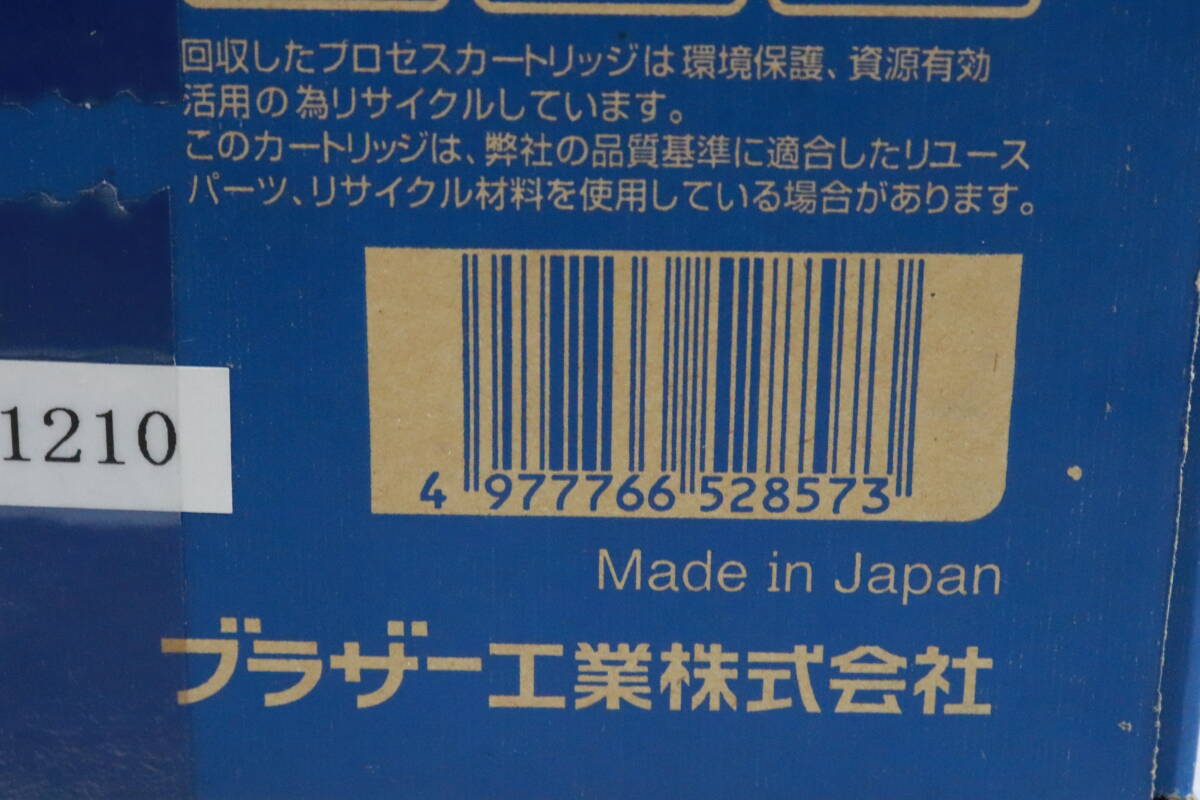 回収したプロセスカートリッジは環境保護、資源有効
活用の為リサイクルしています。
このカートリッジは、弊社の品質基準に適合したリユース
パーツ、リサイクル材料を使用している場合があります。
1210
4 977766 528573
Made in Japan
ブラザー工業株式会社